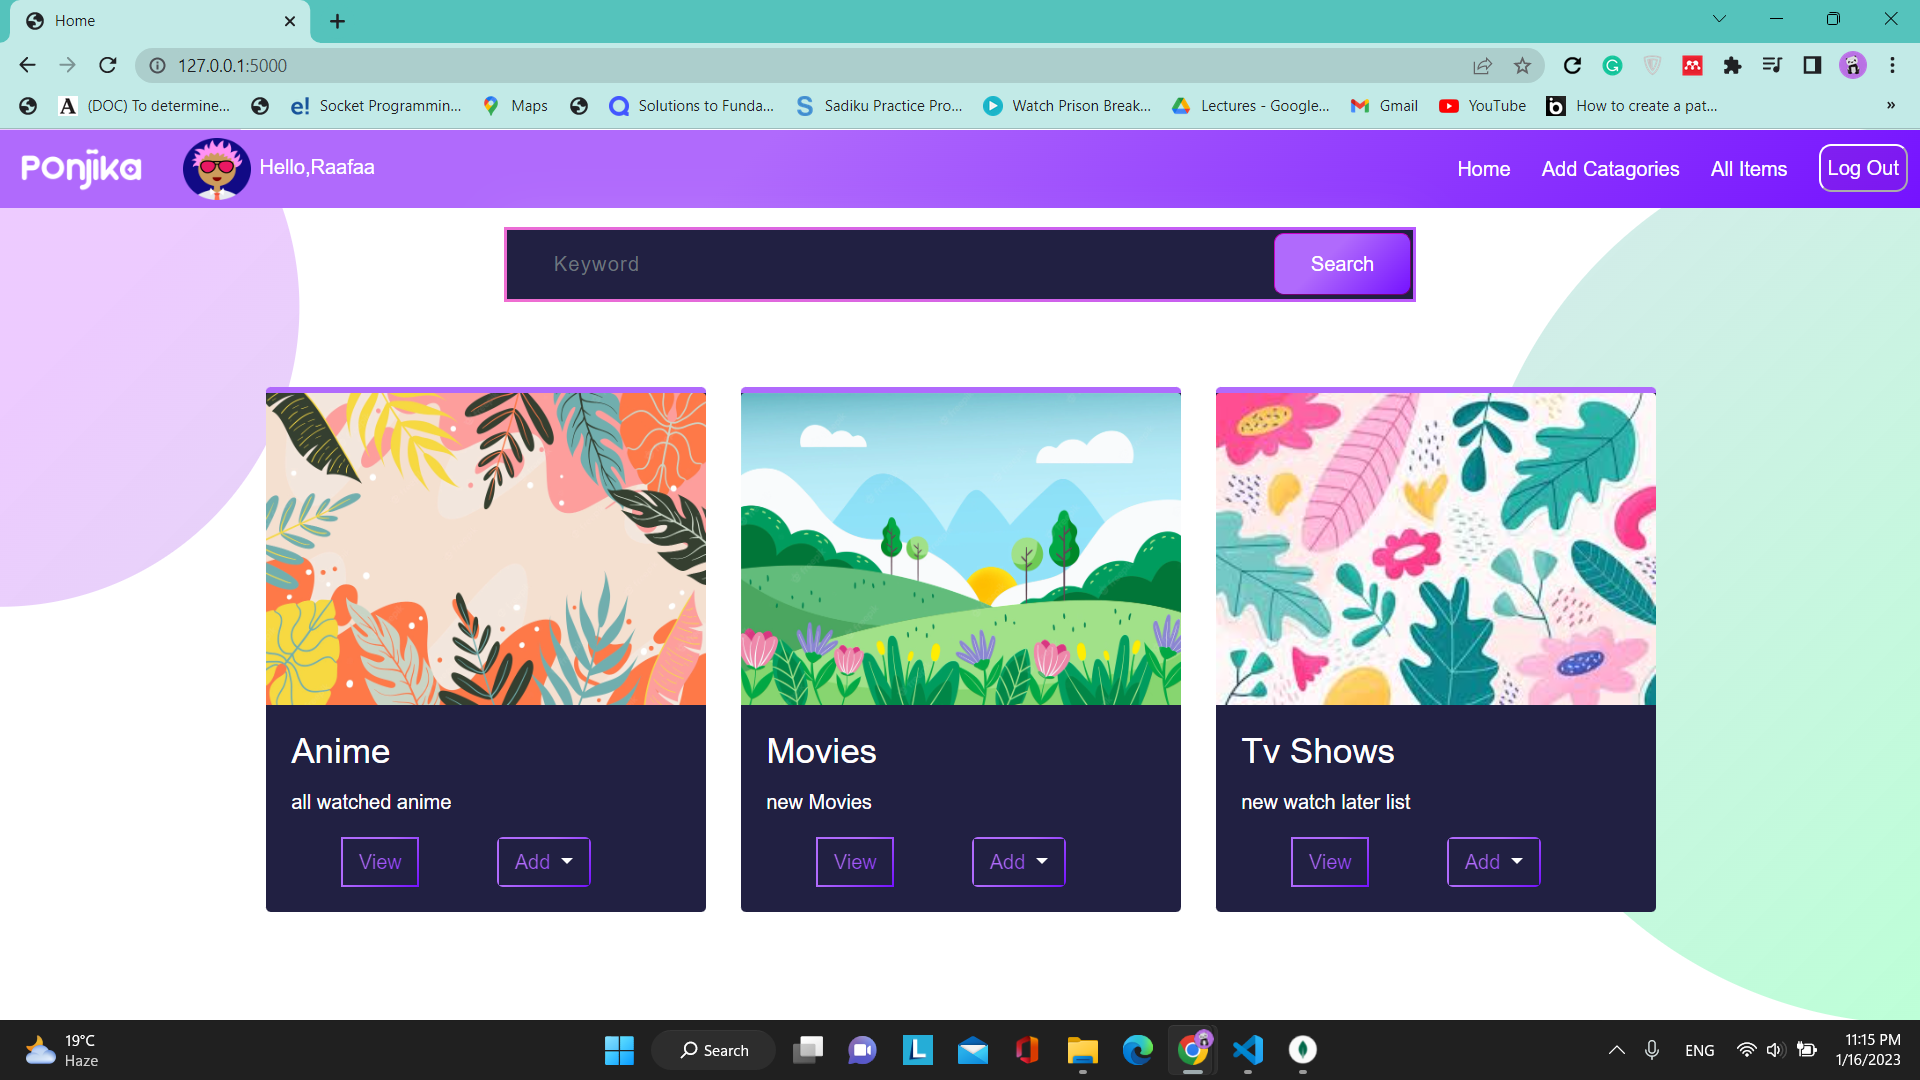 Home
127.0.0.1:5000
(DOC) To determine...
Socket Programmin...
Maps
Solutions to Funda...
Sadiku Practice Pro...
Watch Prison Break...
Lectures - Google...
Gmail
YouTube
How to create a pat...
»
Ponjika
Hello,Raafaa
Home
Add Catagories
All Items
Log Out
Keyword
Search
Anime
all watched anime
View
Add
Movies
new Movies
View
Add
Tv Shows
new watch later list
View
Add
19°C
Haze
Search
ENG
11:15 PM
1/16/2023